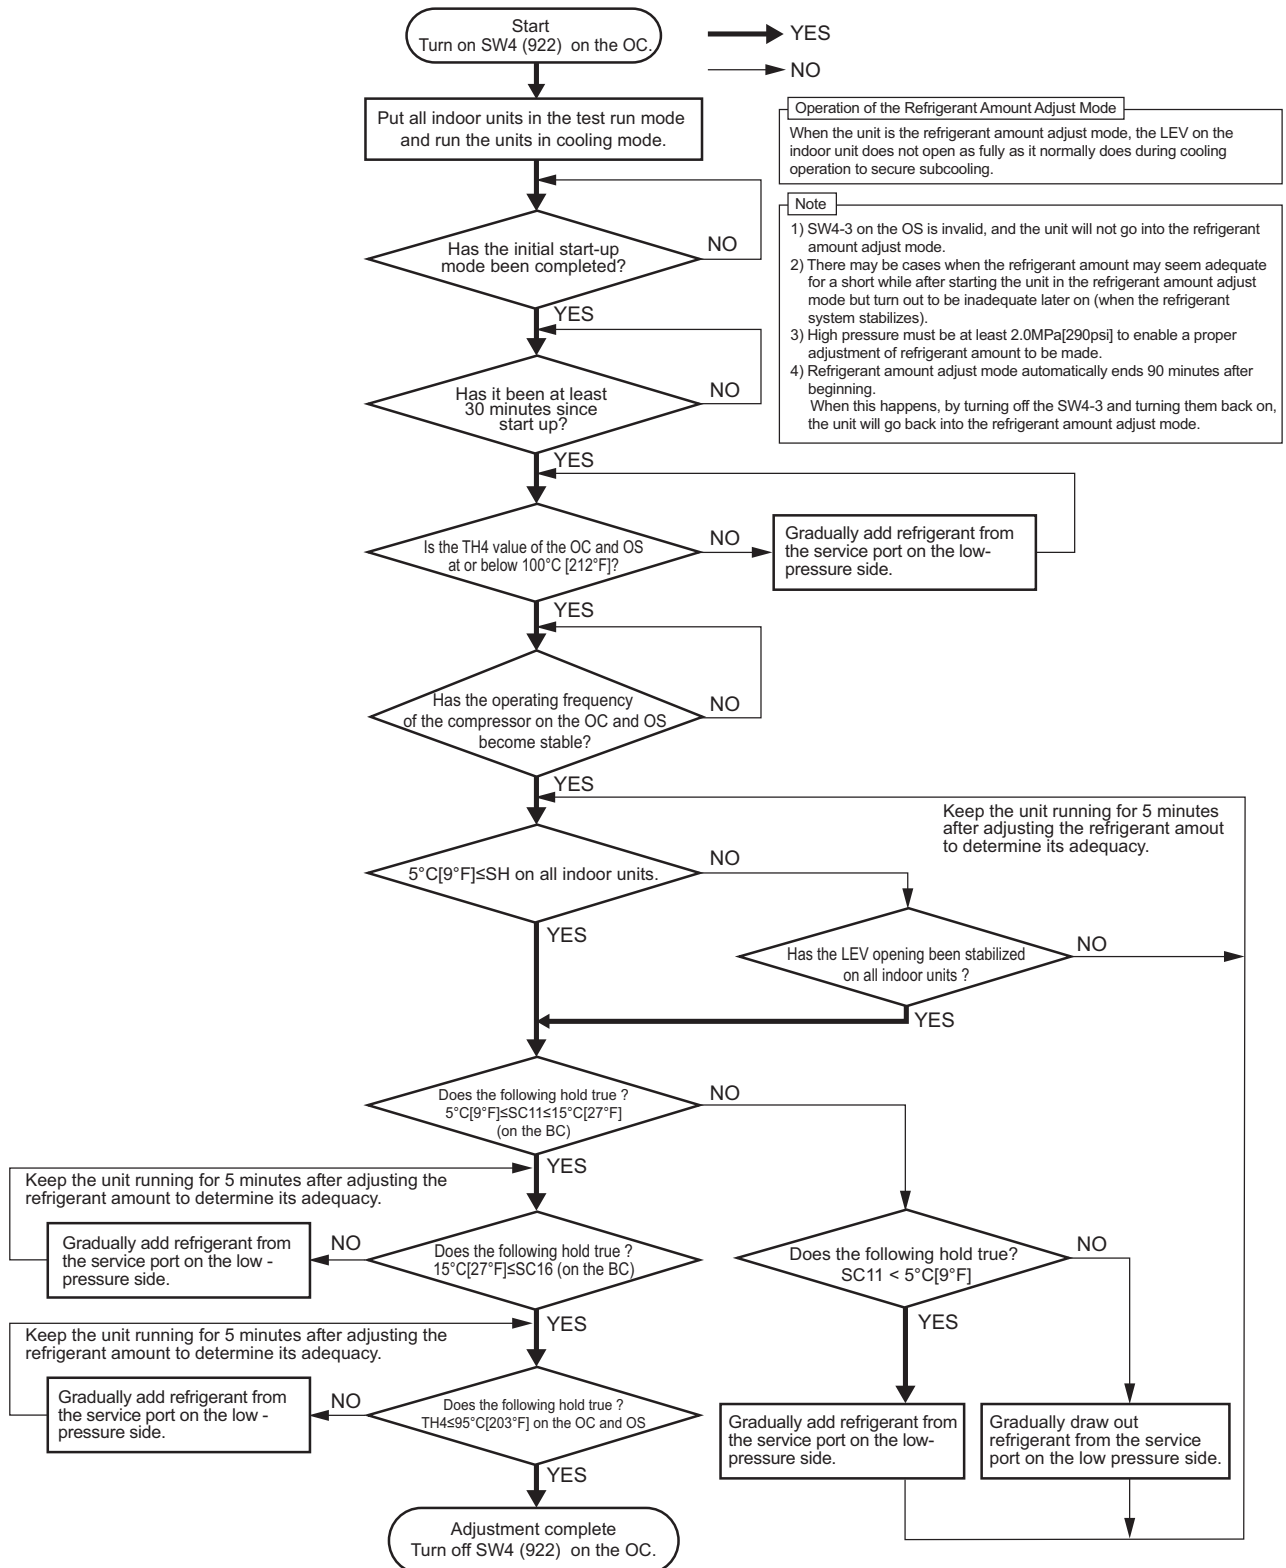 Start
Turn on SW4 (922) on the OC.
YES
NO
Put all indoor units in the test run mode
and run the units in cooling mode.
Operation of the Refrigerant Amount Adjust Mode
When the unit is the refrigerant amount adjust mode, the LEV on the
indoor unit does not open as fully as it normally does during cooling
operation to secure subcooling.
Note
1) SW4-3 on the OS is invalid, and the unit will not go into the refrigerant
amount adjust mode.
2) There may be cases when the refrigerant amount may seem adequate
for a short while after starting the unit in the refrigerant amount adjust
mode but turn out to be inadequate later on (when the refrigerant
system stabilizes).
3) High pressure must be at least 2.0MPa[290psi] to enable a proper
adjustment of refrigerant amount to be made.
4) Refrigerant amount adjust mode automatically ends 90 minutes after
beginning.
When this happens, by turning off the SW4-3 and turning them back on,
the unit will go back into the refrigerant amount adjust mode.
Has the initial start-up
mode been completed?
NO
YES
Has it been at least
30 minutes since
start up?
NO
YES
Is the TH4 value of the OC and OS
at or below 100°C [212°F]?
NO
Gradually add refrigerant from
the service port on the low-
pressure side.
YES
Has the operating frequency
of the compressor on the OC and OS
become stable?
NO
YES
Keep the unit running for 5 minutes
after adjusting the refrigerant amout
to determine its adequacy.
5°C[9°F]≤SH on all indoor units.
NO
YES
Has the LEV opening been stabilized
on all indoor units ?
NO
YES
Does the following hold true ?
5°C[9°F]≤SC11≤15°C[27°F]
(on the BC)
NO
YES
Keep the unit running for 5 minutes after adjusting the
refrigerant amount to determine its adequacy.
Gradually add refrigerant from
the service port on the low -
pressure side.
NO
Does the following hold true ?
15°C[27°F]≤SC16 (on the BC)
YES
Does the following hold true?
SC11 < 5°C[9°F]
NO
YES
Keep the unit running for 5 minutes after adjusting the
refrigerant amount to determine its adequacy.
Gradually add refrigerant from
the service port on the low -
pressure side.
NO
Does the following hold true ?
TH4≤95°C[203°F] on the OC and OS
YES
Gradually add refrigerant from
the service port on the low-
pressure side.
Gradually draw out
refrigerant from the service
port on the low pressure side.
Adjustment complete
Turn off SW4 (922) on the OC.